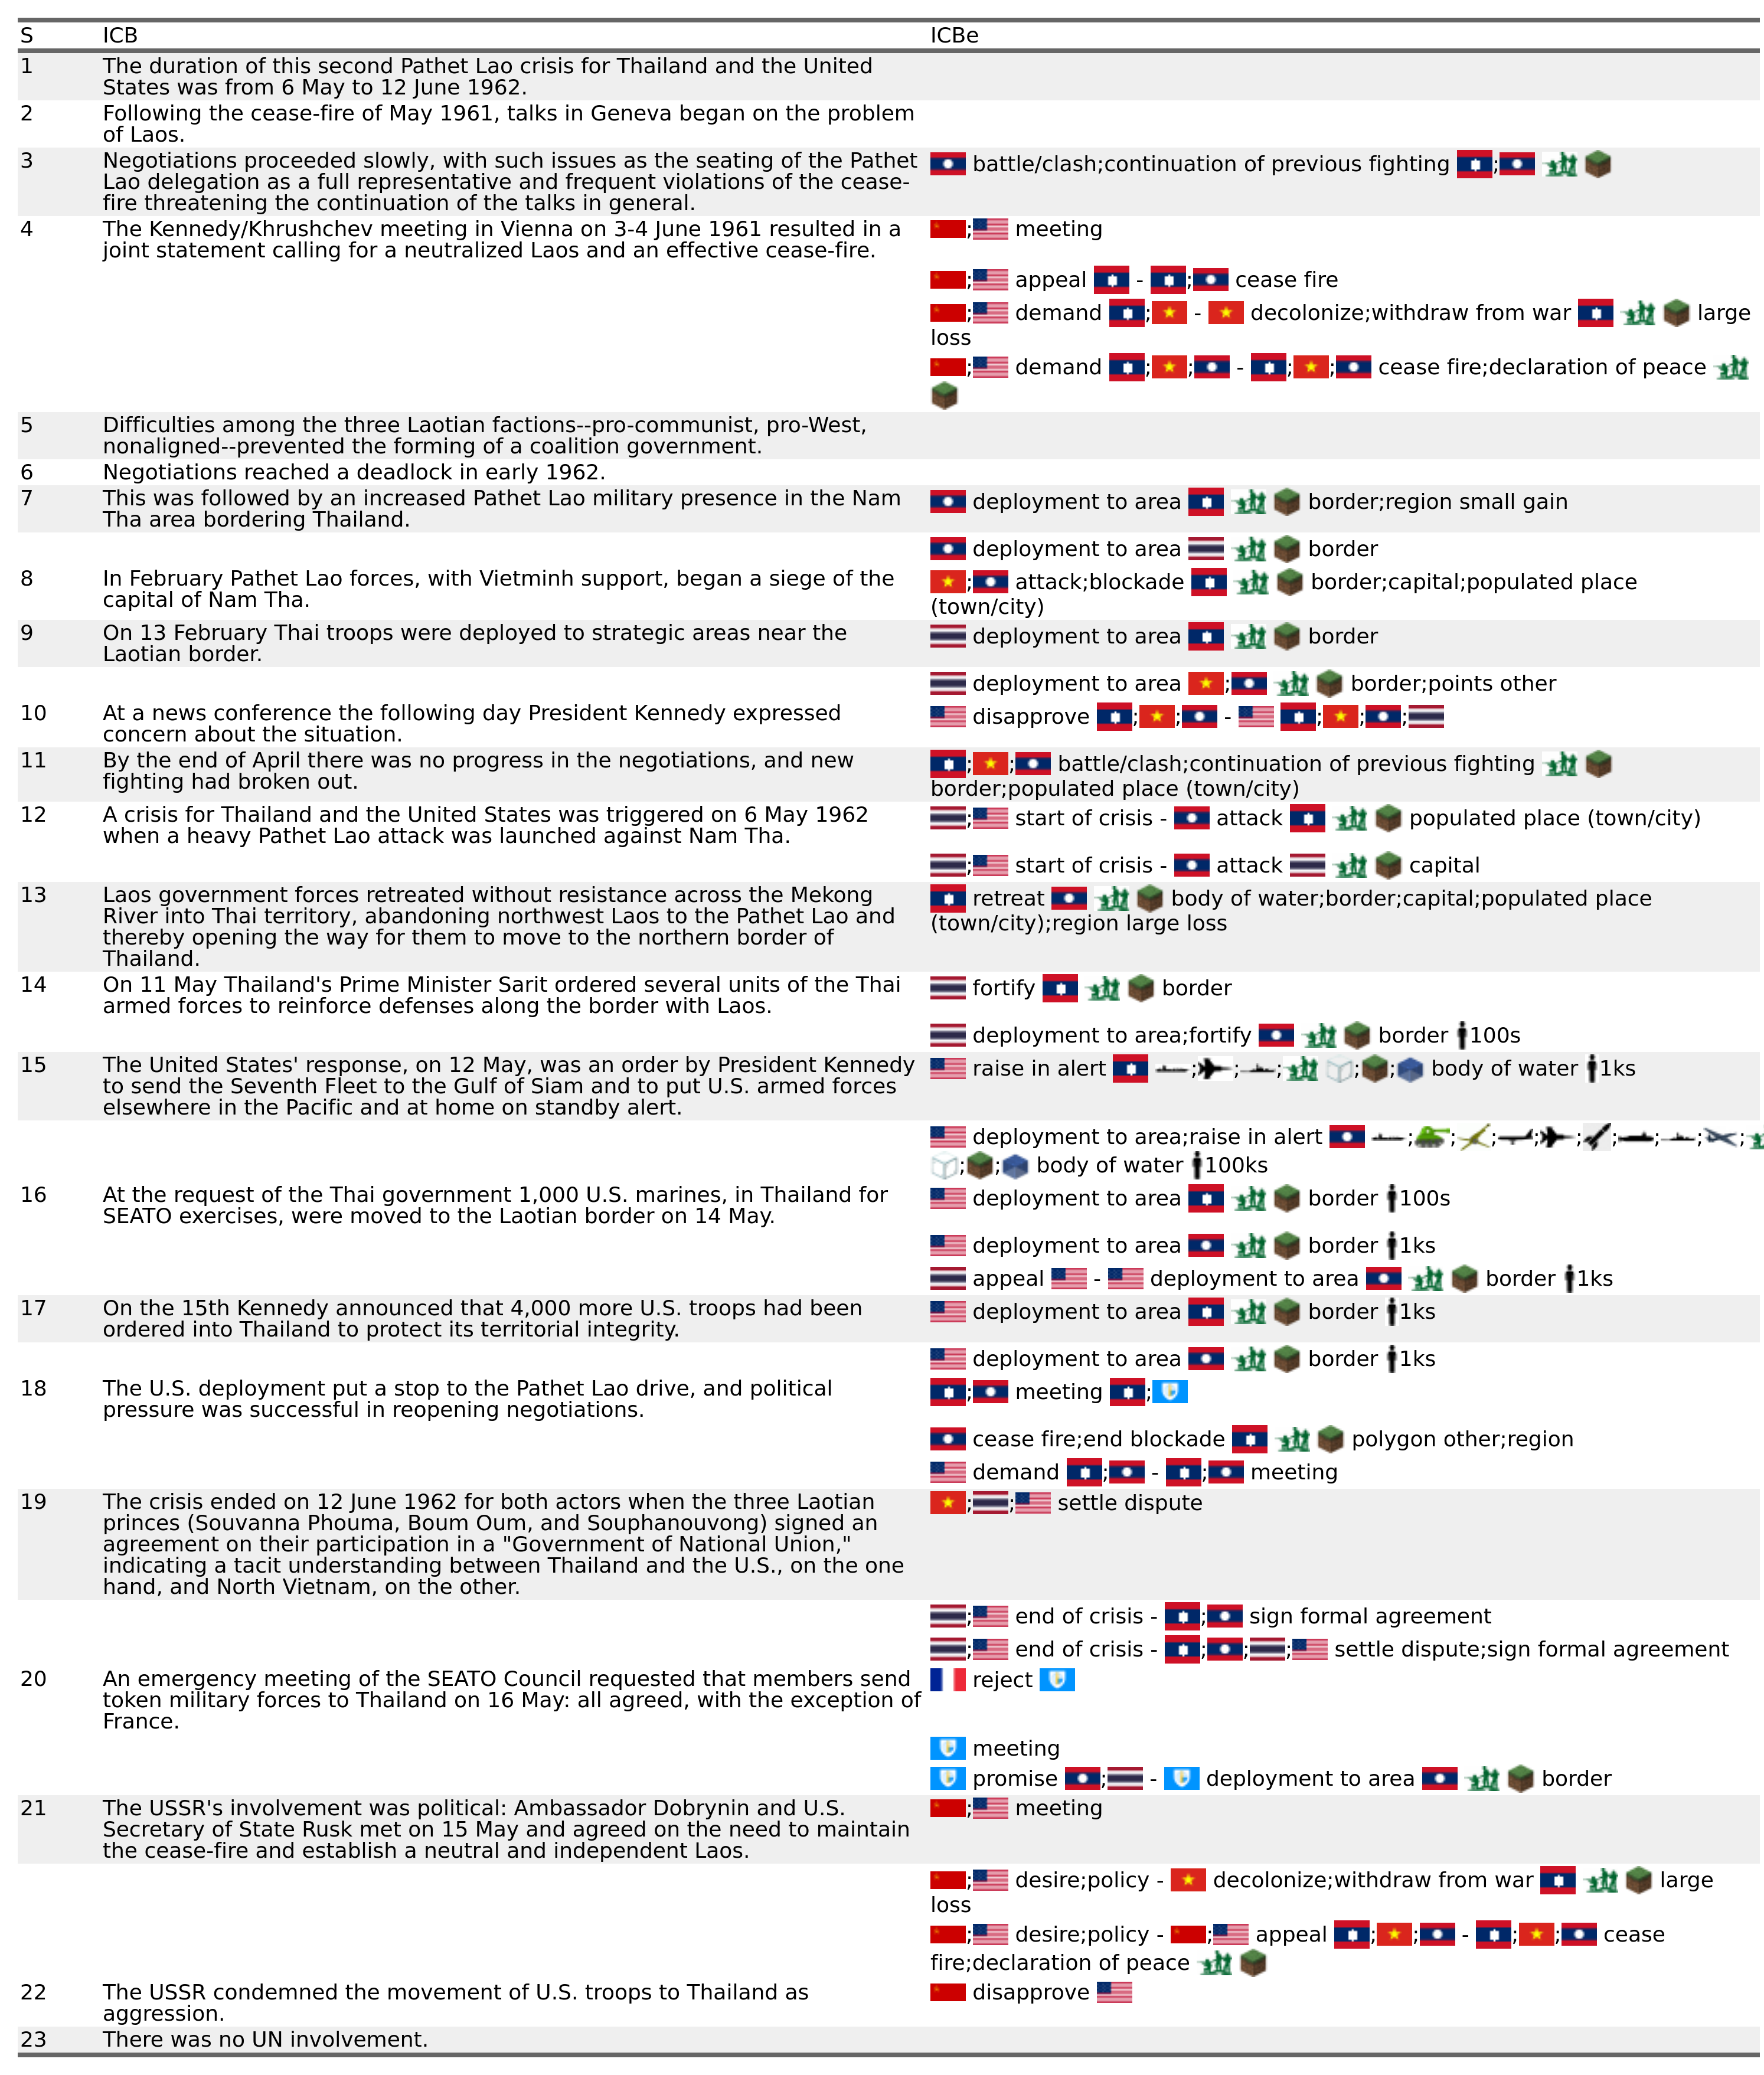 S ICB ICBe
1 The duration of this second Pathet Lao crisis for Thailand and the United
States was from 6 May to 12 June 1962.
2 Following the cease-fire of May 1961, talks in Geneva began on the problem
of Laos.
3 Negotiations proceeded slowly, with such issues as the seating of the Pathet
Lao delegation as a full representative and frequent violations of the cease-
fire threatening the continuation of the talks in general.
battle/clash;continuation of previous fighting ;
4 The Kennedy/Khrushchev meeting in Vienna on 3-4 June 1961 resulted in a
joint statement calling for a neutralized Laos and an effective cease-fire.
; meeting
; appeal - ; cease fire
; demand ; - decolonize;withdraw from war large
loss
; demand ; ; - ; ; cease fire;declaration of peace
5 Difficulties among the three Laotian factions--pro-communist, pro-West,
nonaligned--prevented the forming of a coalition government.
6 Negotiations reached a deadlock in early 1962.
7 This was followed by an increased Pathet Lao military presence in the Nam
Tha area bordering Thailand.
deployment to area border;region small gain
deployment to area border
8 In February Pathet Lao forces, with Vietminh support, began a siege of the
capital of Nam Tha.
; attack;blockade border;capital;populated place
(town/city)
9 On 13 February Thai troops were deployed to strategic areas near the
Laotian border.
deployment to area border
deployment to area ; border;points other
10 At a news conference the following day President Kennedy expressed
concern about the situation.
disapprove ; ; - ; ; ;
11 By the end of April there was no progress in the negotiations, and new
fighting had broken out.
; ; battle/clash;continuation of previous fighting
border;populated place (town/city)
12 A crisis for Thailand and the United States was triggered on 6 May 1962
when a heavy Pathet Lao attack was launched against Nam Tha.
; start of crisis - attack populated place (town/city)
; start of crisis - attack capital
13 Laos government forces retreated without resistance across the Mekong
River into Thai territory, abandoning northwest Laos to the Pathet Lao and
thereby opening the way for them to move to the northern border of
Thailand.
retreat body of water;border;capital;populated place
(town/city);region large loss
14 On 11 May Thailand's Prime Minister Sarit ordered several units of the Thai
armed forces to reinforce defenses along the border with Laos.
fortify border
deployment to area;fortify border 100s
15 The United States' response, on 12 May, was an order by President Kennedy
to send the Seventh Fleet to the Gulf of Siam and to put U.S. armed forces
elsewhere in the Pacific and at home on standby alert.
raise in alert ; ; ; ; ; body of water 1ks
deployment to area;raise in alert ; ; ; ; ; ; ; ; ;
; ; body of water 100ks
16 At the request of the Thai government 1,000 U.S. marines, in Thailand for
SEATO exercises, were moved to the Laotian border on 14 May.
deployment to area border 100s
deployment to area border 1ks
appeal - deployment to area border 1ks
17 On the 15th Kennedy announced that 4,000 more U.S. troops had been
ordered into Thailand to protect its territorial integrity.
deployment to area border 1ks
deployment to area border 1ks
18 The U.S. deployment put a stop to the Pathet Lao drive, and political
pressure was successful in reopening negotiations.
; meeting ;
cease fire;end blockade polygon other;region
demand ; - ; meeting
19 The crisis ended on 12 June 1962 for both actors when the three Laotian
princes (Souvanna Phouma, Boum Oum, and Souphanouvong) signed an
agreement on their participation in a "Government of National Union,"
indicating a tacit understanding between Thailand and the U.S., on the one
hand, and North Vietnam, on the other.
; ; settle dispute
; end of crisis - ; sign formal agreement
; end of crisis - ; ; ; settle dispute;sign formal agreement
20 An emergency meeting of the SEATO Council requested that members send
token military forces to Thailand on 16 May: all agreed, with the exception of
France.
reject
meeting
promise ; - deployment to area border
21 The USSR's involvement was political: Ambassador Dobrynin and U.S.
Secretary of State Rusk met on 15 May and agreed on the need to maintain
the cease-fire and establish a neutral and independent Laos.
; meeting
; desire;policy - decolonize;withdraw from war large
loss
; desire;policy - ; appeal ; ; - ; ; cease
fire;declaration of peace
22 The USSR condemned the movement of U.S. troops to Thailand as
aggression.
disapprove
23 There was no UN involvement.